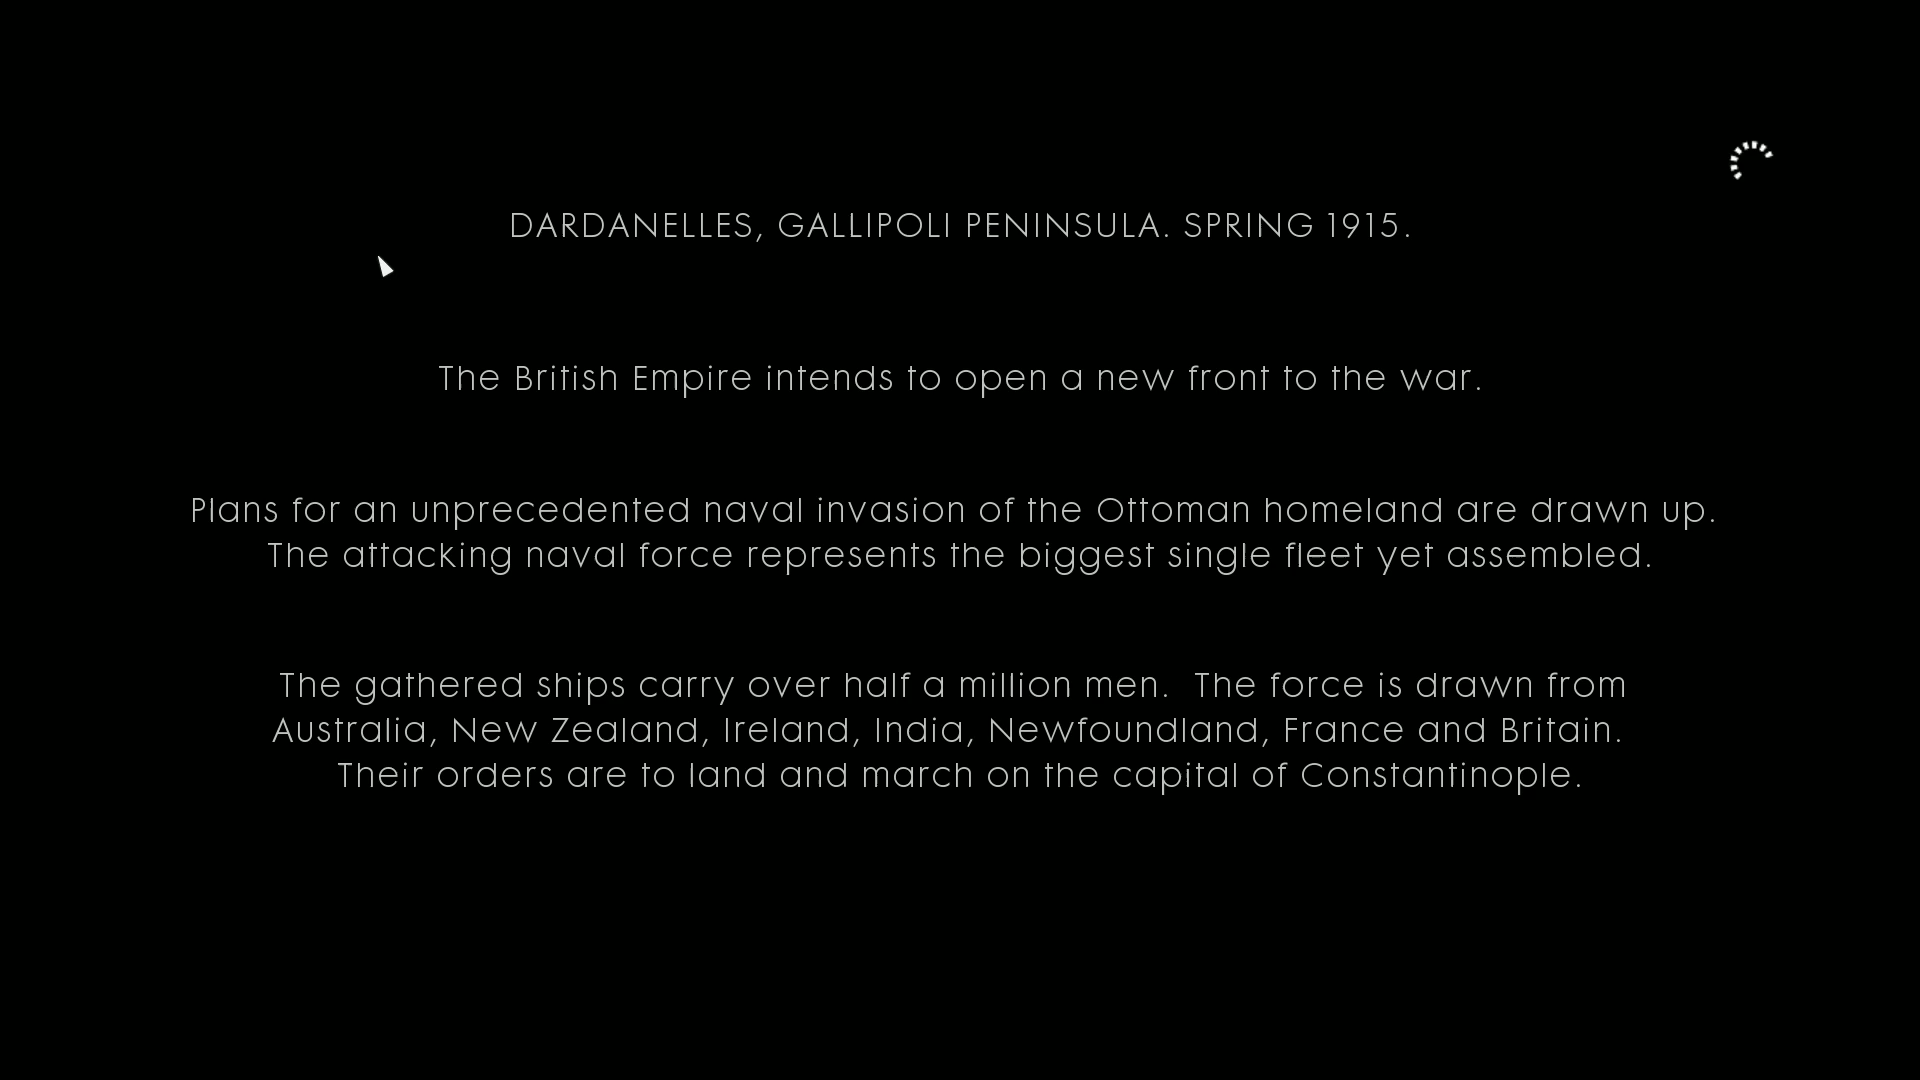 DARDANELLES, GALLIPOLI PENINSULA. SPRING 1915.
The British Empire intends to open a new front to the war.
Plans for an unprecedented naval invasion of the Ottoman homeland are drawn up.
The attacking naval force represents the biggest single fleet yet assembled.
The gathered ships carry over half a million men.  The force is drawn from
Australia, New Zealand, Ireland, India, Newfoundland, France and Britain.
Their orders are to land and march on the capital of Constantinople.